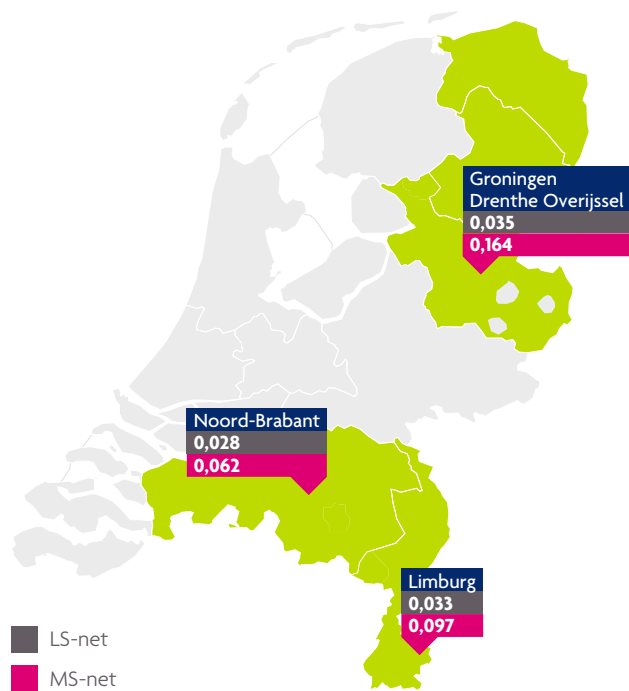 Groningen
Drenthe Overijssel
0,035
0,164
Noord-Brabant
0,028
0,062
Limburg
0,033
0,097
LS-net
MS-net